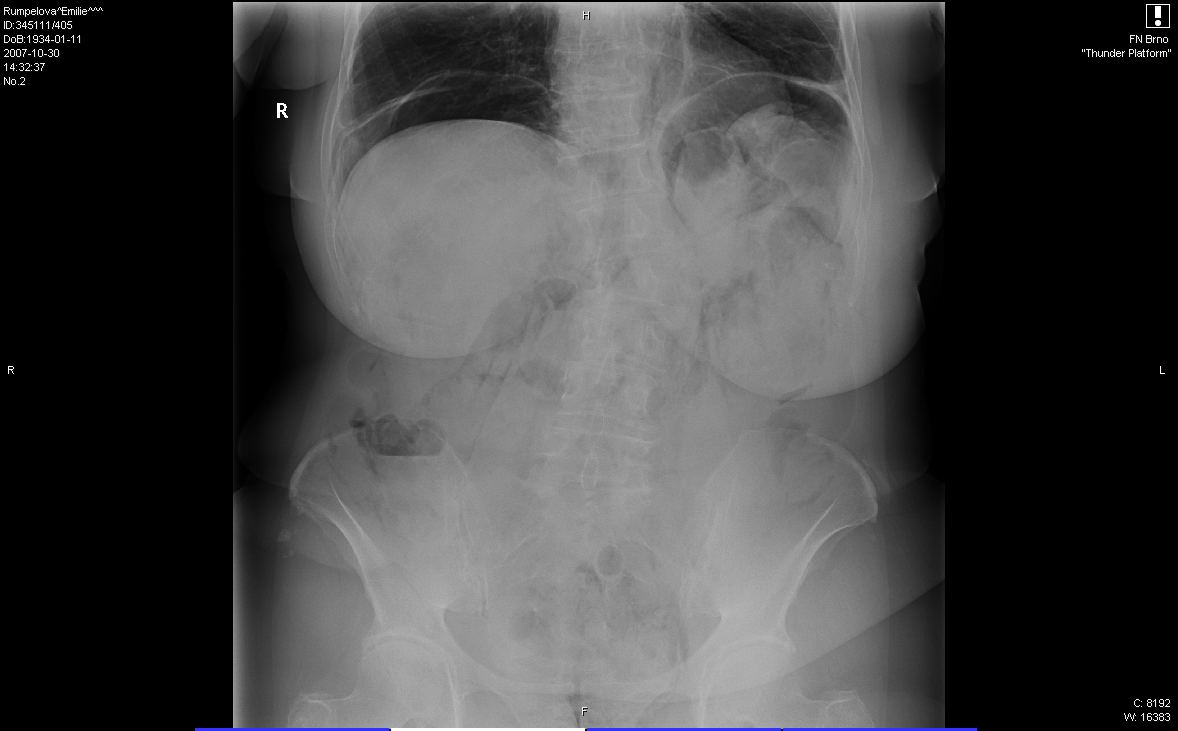 Rumpelova^Emilie^^^
ID:345111/405
DoB:1934-01-11
2007-10-30
14:32:37
No.2
H
FN Brno
"Thunder Platform"
R
R
L
F
C: 8192
W: 16383